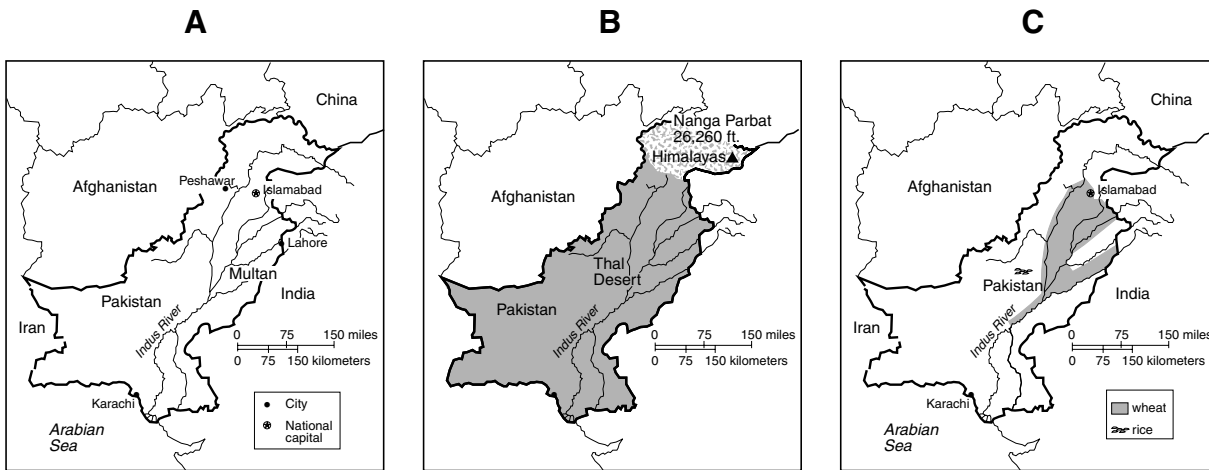 A
China
Afghanistan
Peshawar
Islamabad
Lahore
Multan
Pakistan
India
Iran
Indus River
0 75 150 miles
0 75 150 kilometers
Karachi
Arabian
Sea
City
National
capital
B
Nanga Parbat
26,260 ft.
Himalayas
Afghanistan
Thal
Desert
Pakistan
Indus River
0 75 150 miles
0 75 150 kilometers
C
China
Afghanistan
Islamabad
Pakistan
India
Iran
Indus River
0 75 150 miles
0 75 150 kilometers
Karachi
Arabian
Sea
wheat
rice